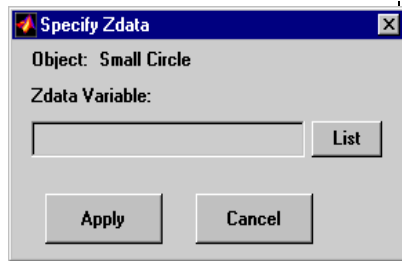 Specify Zdata
Object: Small Circle
Zdata Variable:
List
Apply Cancel